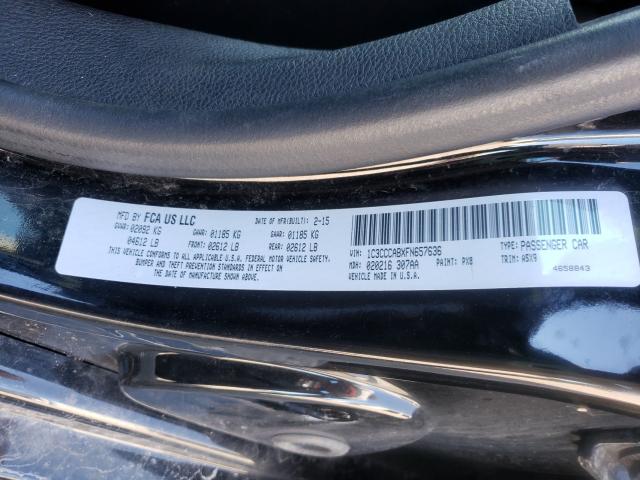 MFD BY FCA US LLC DATE OF MFR(BUILT): 2-15
GVWR: 02092 KG GAWR: 01185 KG GAWR: 01185 KG
04612 LB FRONT: 02612 LB REAR: 02612 LB
THIS VEHICLE CONFORMS TO ALL APPLICABLE U.S.A. FEDERAL MOTOR VEHICLE SAFETY,
BUMPER AND THEFT PREVENTION STANDARDS IN EFFECT ON
THE DATE OF MANUFACTURE SHOWN ABOVE.
VIN: 1C3CCCABXFN657636 TYPE: PASSENGER CAR
MDH: 020216 307AA PAINT: PX8 TRIM: A5X9
VEHICLE MADE IN U.S.A. 4658843